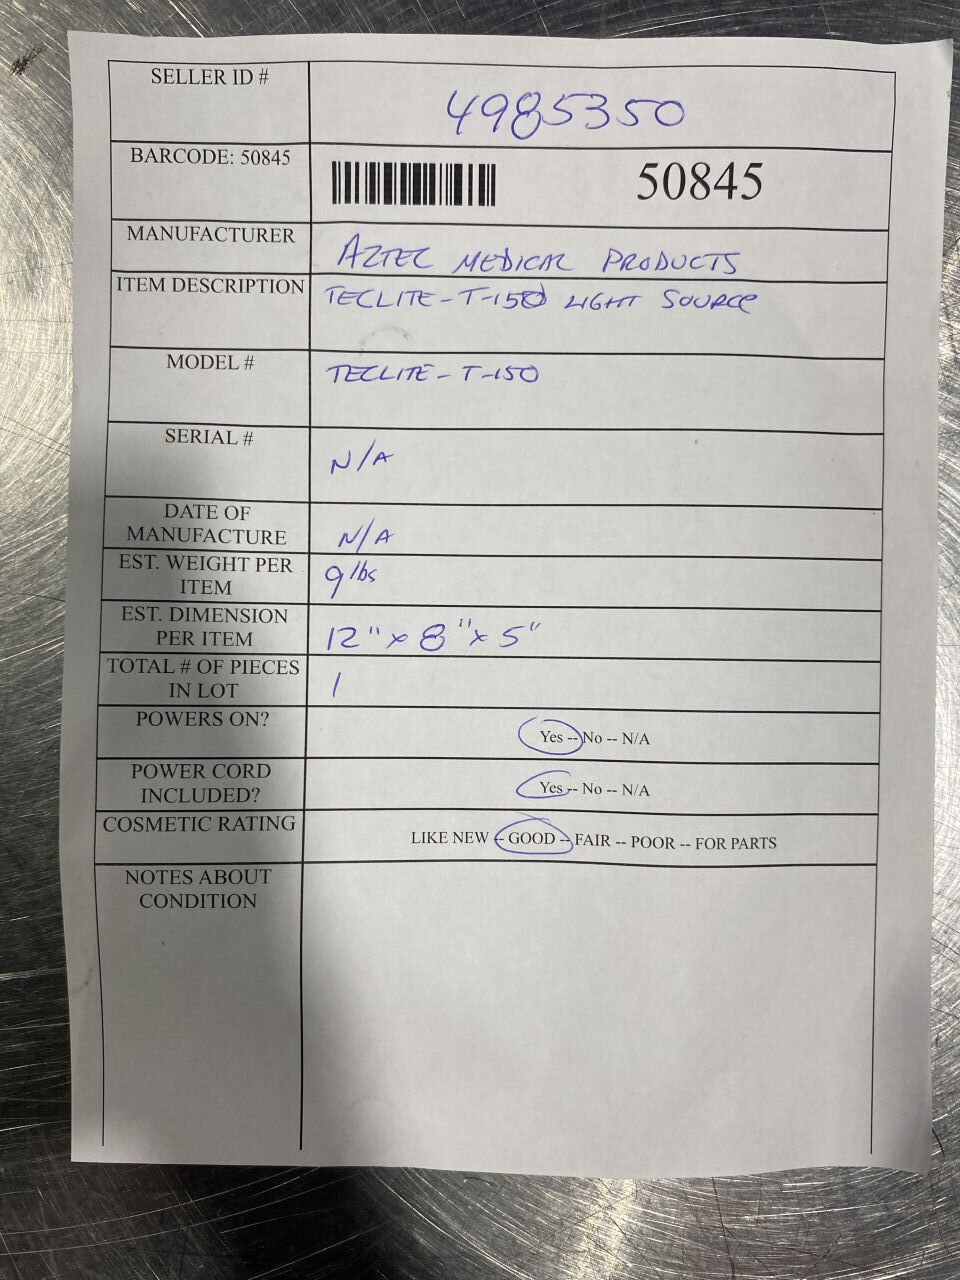 SELLER ID #
4985350
BARCODE: 50845
50845
MANUFACTURER
AZTEC MEDICAL PRODUCTS
ITEM DESCRIPTION
TECLITE-T-150 LIGHT SOURCE
MODEL #
TECLITE-T-150
SERIAL #
N/A
DATE OF
MANUFACTURE
N/A
EST. WEIGHT PER
ITEM
9 lbs
EST. DIMENSION
PER ITEM
12" x 8" x 5"
TOTAL # OF PIECES
IN LOT
1
POWERS ON?
Yes -- No -- N/A
POWER CORD
INCLUDED?
Yes -- No -- N/A
COSMETIC RATING
LIKE NEW -- GOOD -- FAIR -- POOR -- FOR PARTS
NOTES ABOUT
CONDITION